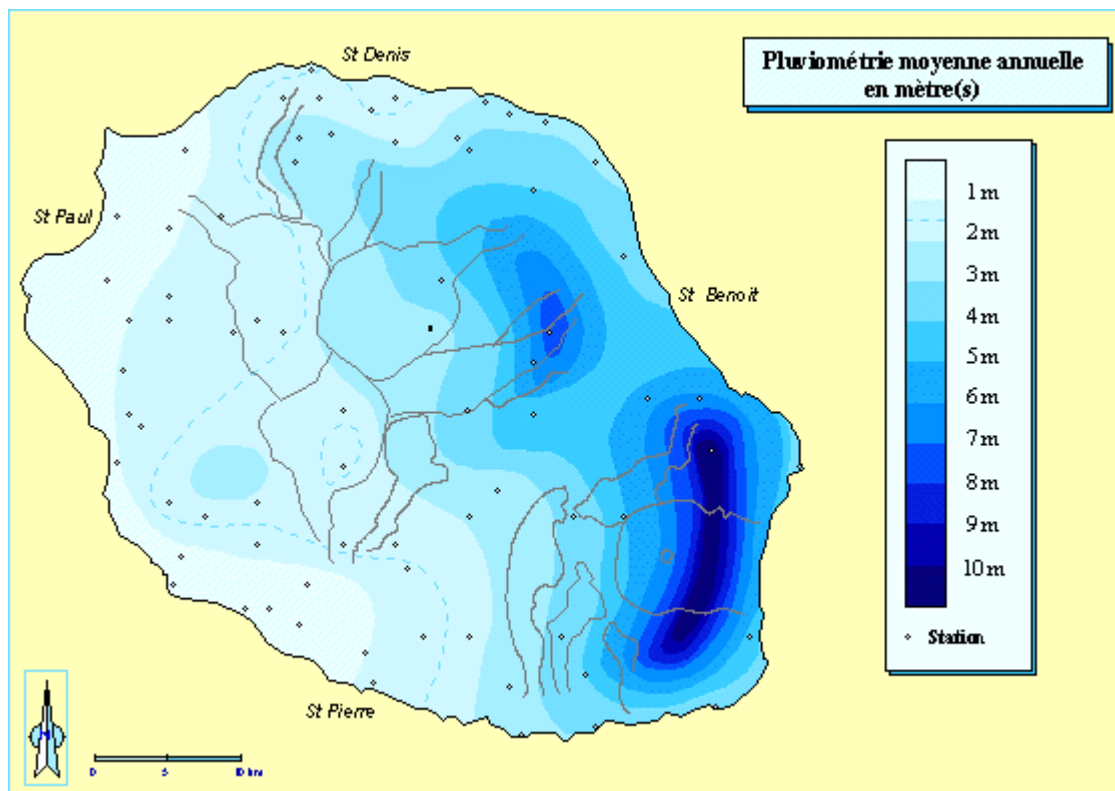 Pluviométrie moyenne annuelle
en mètre(s)
St Denis
St Paul
St Benoit
St Pierre
1 m
2 m
3 m
4 m
5 m
6 m
7 m
8 m
9 m
10 m
Station
N
0 5 10 km